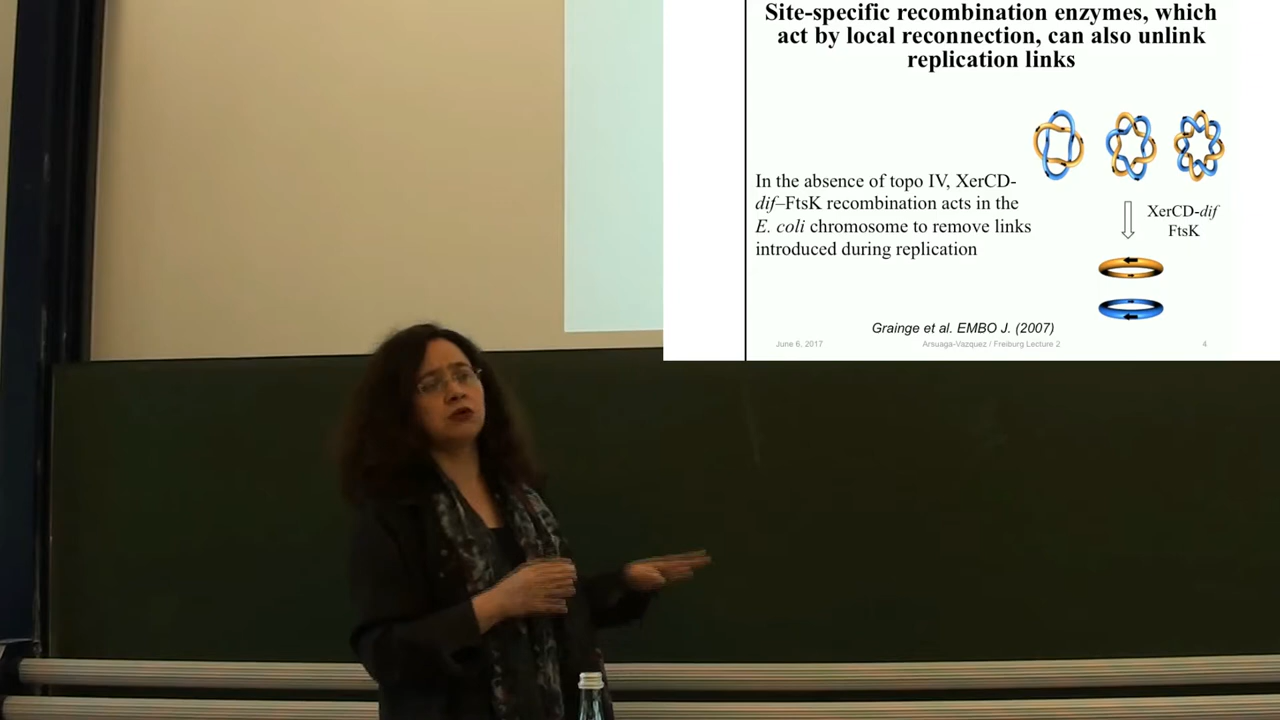 Site-specific recombination enzymes, which
act by local reconnection, can also unlink
replication links
In the absence of topo IV, XerCD-
dif–FtsK recombination acts in the
E. coli chromosome to remove links
introduced during replication
XerCD-dif
FtsK
Grainge et al. EMBO J. (2007)
June 6, 2017
Arsuaga-Vazquez / Freiburg Lecture 2
4